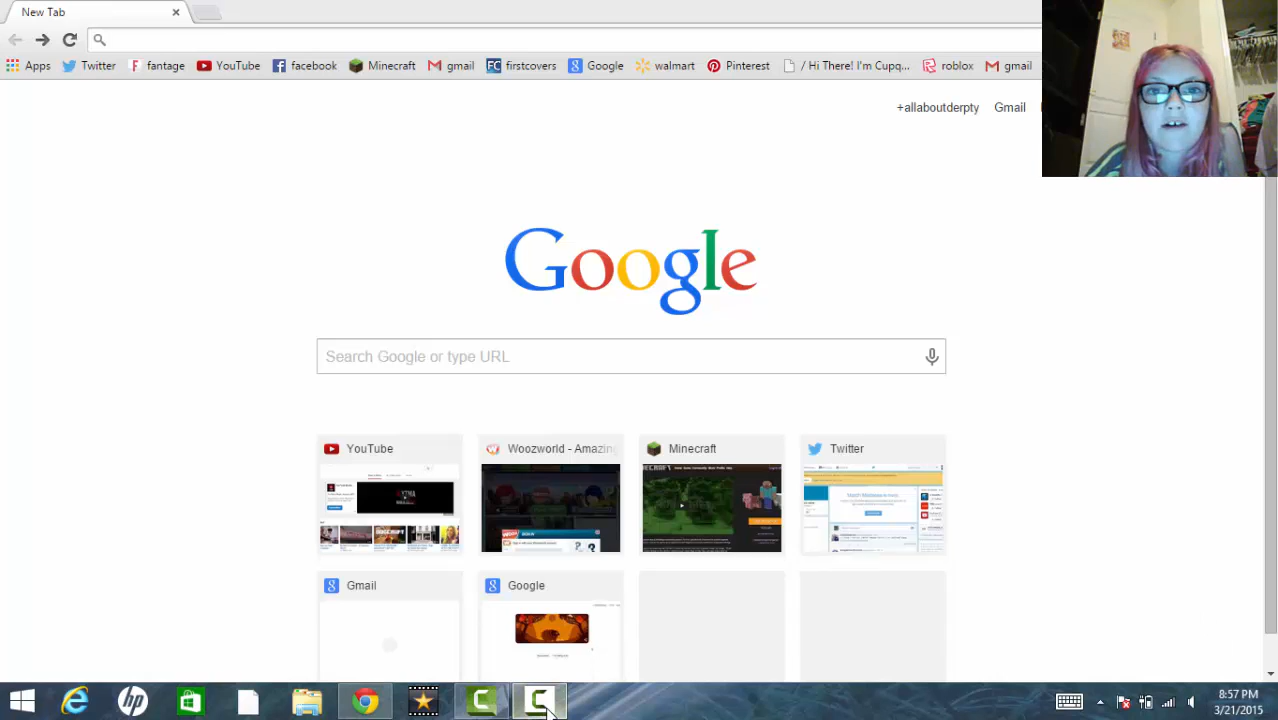 New Tab
Apps Twitter fantage YouTube facebook Minecraft gmail firstcovers Google walmart Pinterest / Hi There! I'm Cupq... roblox gmail
+allaboutderpty Gmail
Google
Search Google or type URL
YouTube Woozworld - Amazing Minecraft Twitter
Gmail Google
8:57 PM
3/21/2015